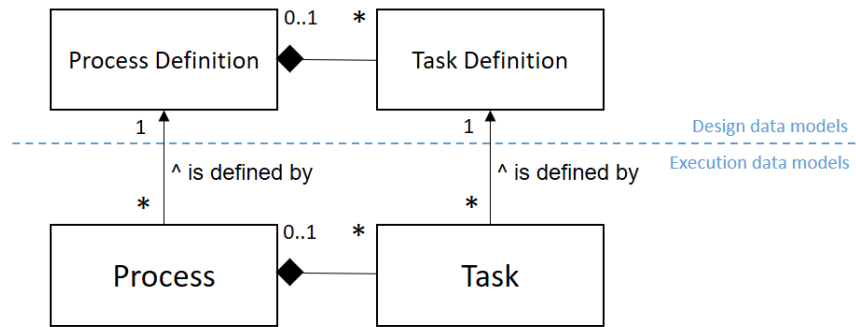 0..1 *
Process Definition
Task Definition
1
1
Design data models
Execution data models
^ is defined by
^ is defined by
*
*
0..1 *
Process
Task